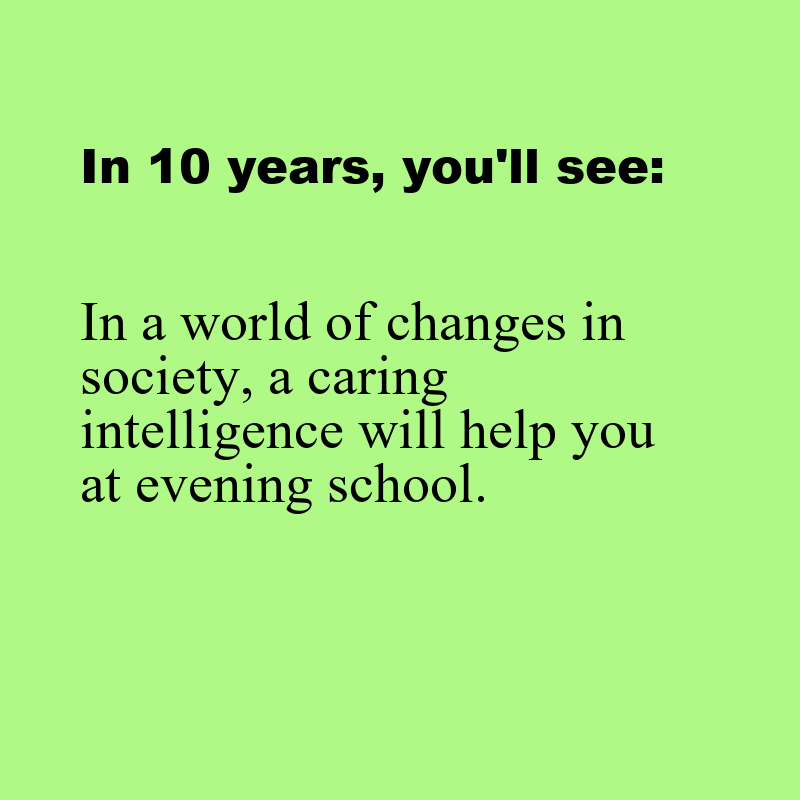 In 10 years, you'll see:
In a world of changes in
society, a caring
intelligence will help you
at evening school.